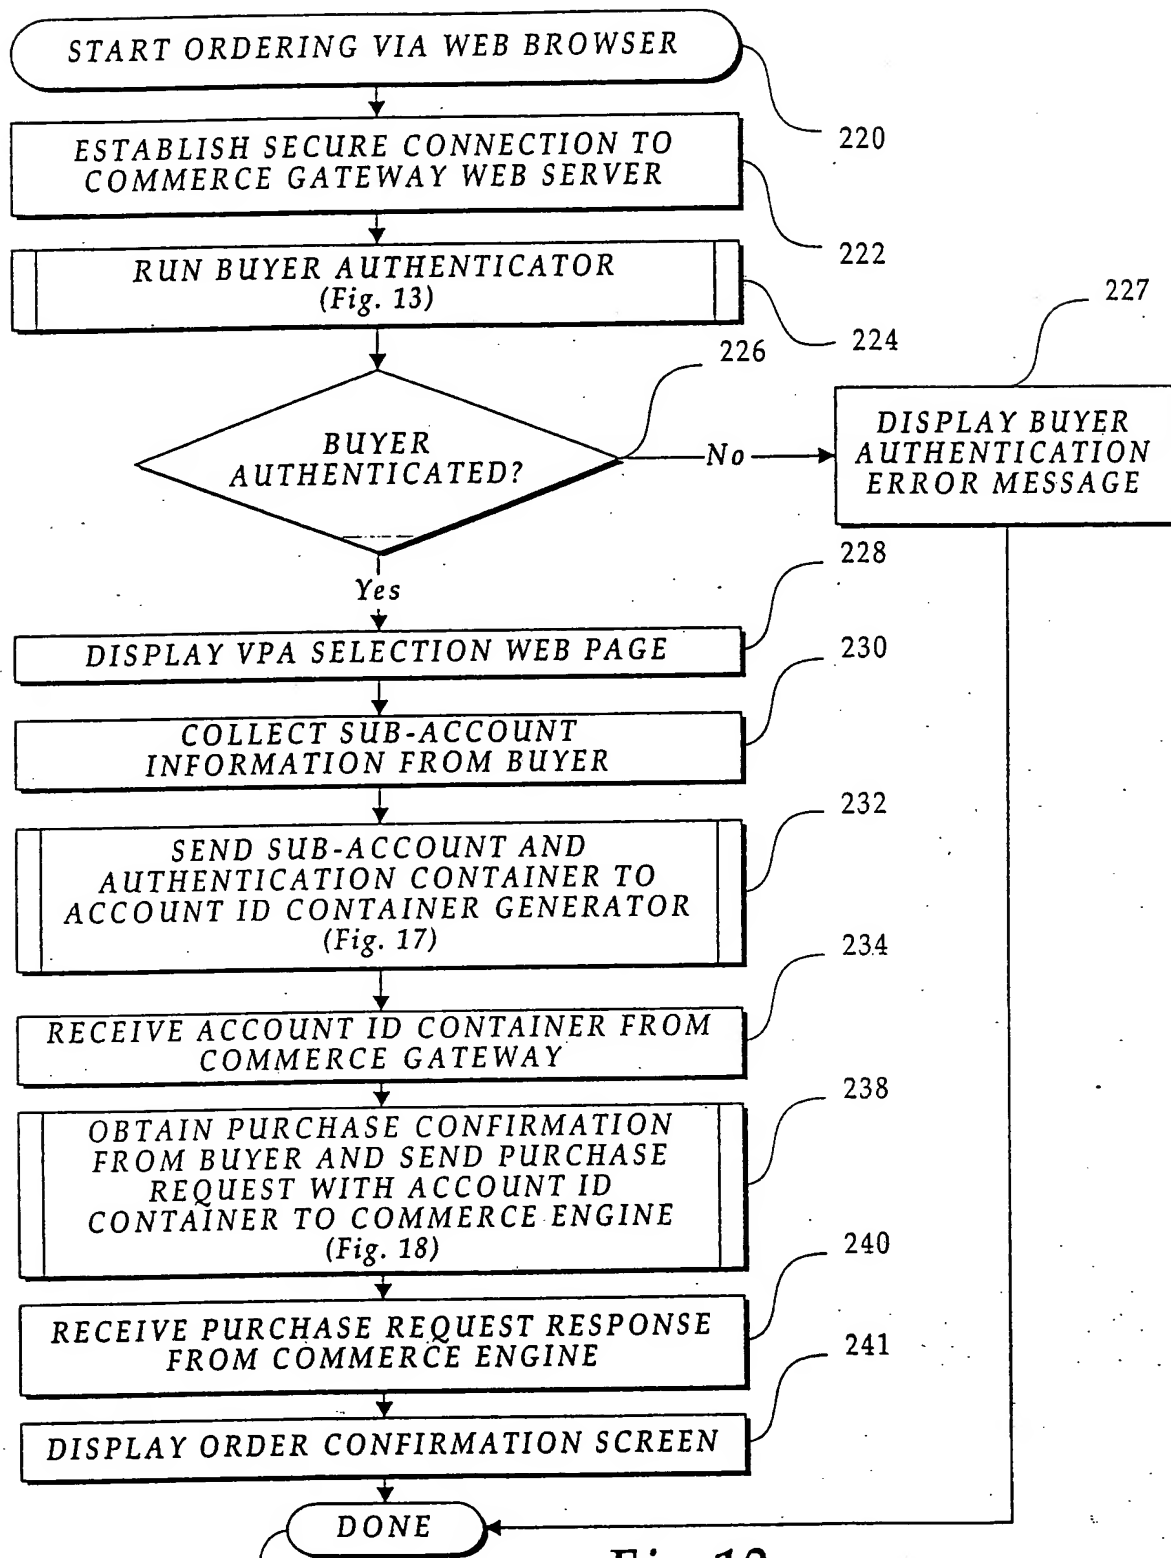 START ORDERING VIA WEB BROWSER
220
ESTABLISH SECURE CONNECTION TO
COMMERCE GATEWAY WEB SERVER
222
RUN BUYER AUTHENTICATOR
(Fig. 13)
224
226
227
BUYER
AUTHENTICATED?
No
DISPLAY BUYER
AUTHENTICATION
ERROR MESSAGE
Yes
228
DISPLAY VPA SELECTION WEB PAGE
230
COLLECT SUB-ACCOUNT
INFORMATION FROM BUYER
232
SEND SUB-ACCOUNT AND
AUTHENTICATION CONTAINER TO
ACCOUNT ID CONTAINER GENERATOR
(Fig. 17)
234
RECEIVE ACCOUNT ID CONTAINER FROM
COMMERCE GATEWAY
238
OBTAIN PURCHASE CONFIRMATION
FROM BUYER AND SEND PURCHASE
REQUEST WITH ACCOUNT ID
CONTAINER TO COMMERCE ENGINE
(Fig. 18)
240
RECEIVE PURCHASE REQUEST RESPONSE
FROM COMMERCE ENGINE
241
DISPLAY ORDER CONFIRMATION SCREEN
DONE